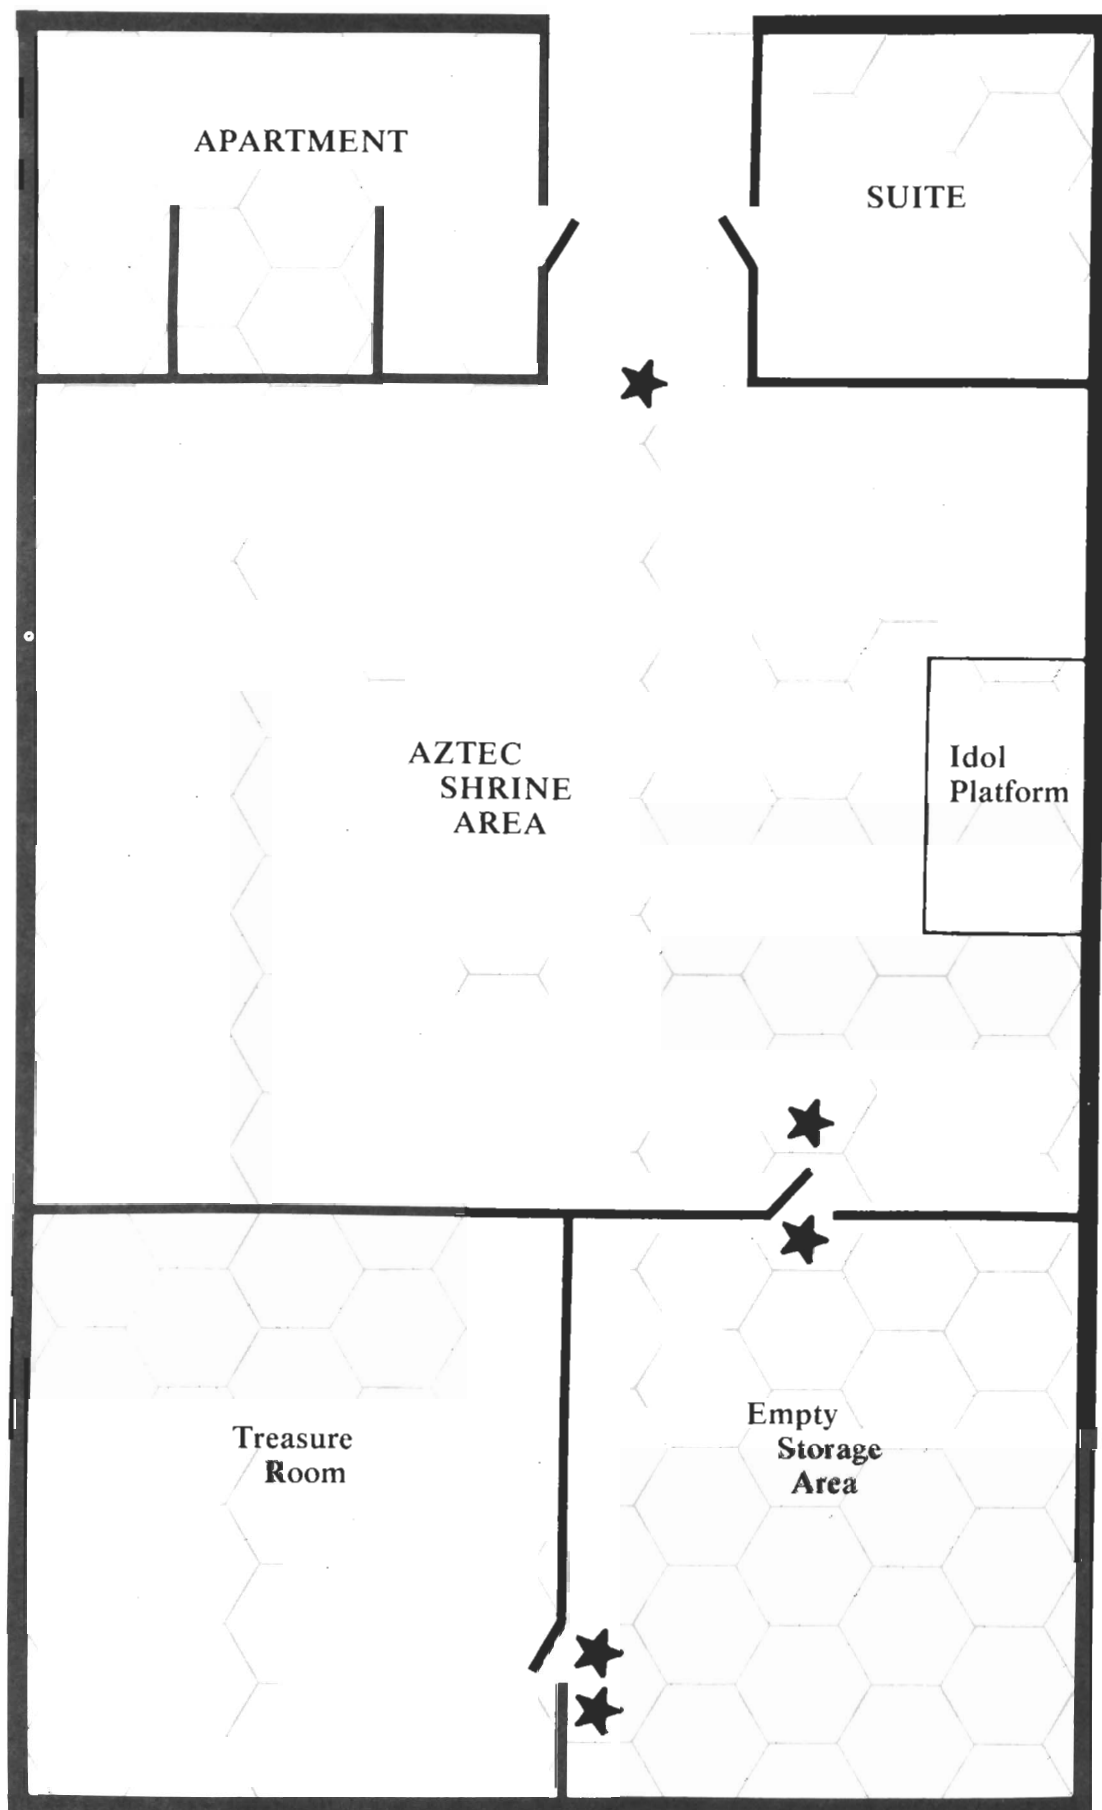 APARTMENT
SUITE
AZTEC
SHRINE
AREA
Idol
Platform
Treasure
Room
Empty
Storage
Area